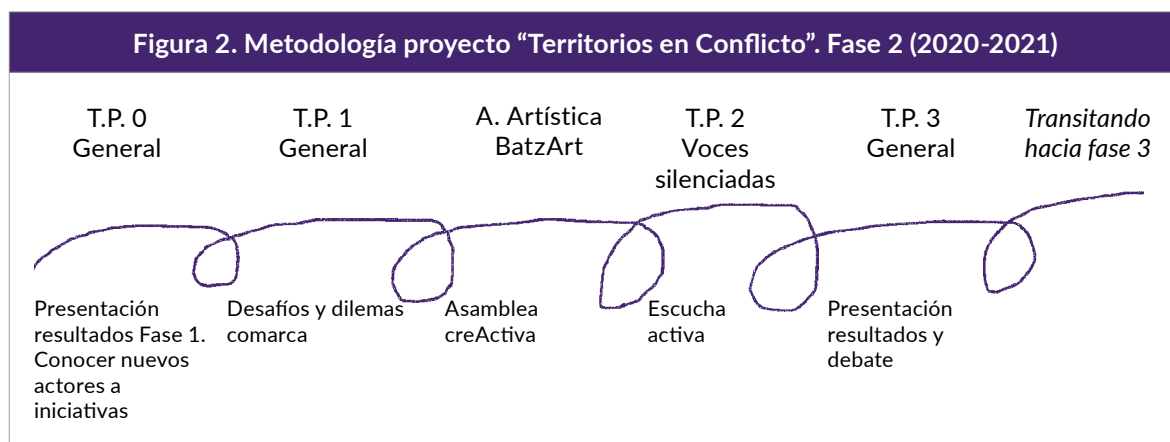 Figura 2. Metodología proyecto “Territorios en Conflicto”. Fase 2 (2020-2021)
T.P. 0
General
T.P. 1
General
A. Artística
BatzArt
T.P. 2
Voces
silenciadas
T.P. 3
General
Transitando
hacia fase 3
Presentación
resultados Fase 1.
Conocer nuevos
actores a
iniciativas
Desafíos y dilemas
comarca
Asamblea
creActiva
Escucha
activa
Presentación
resultados y
debate